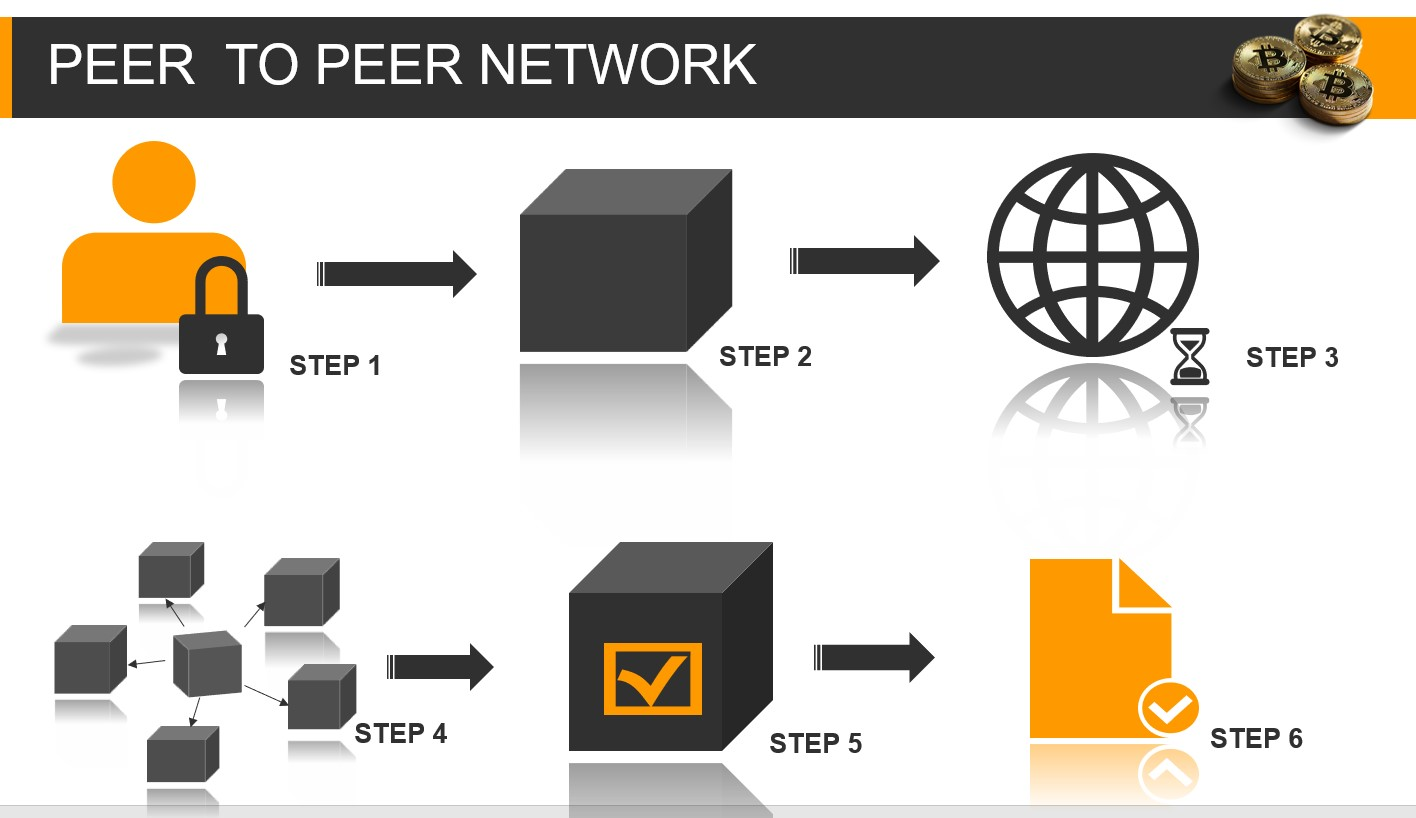 PEER  TO PEER NETWORK
STEP 1
STEP 2
STEP 3
STEP 4
STEP 5
STEP 6